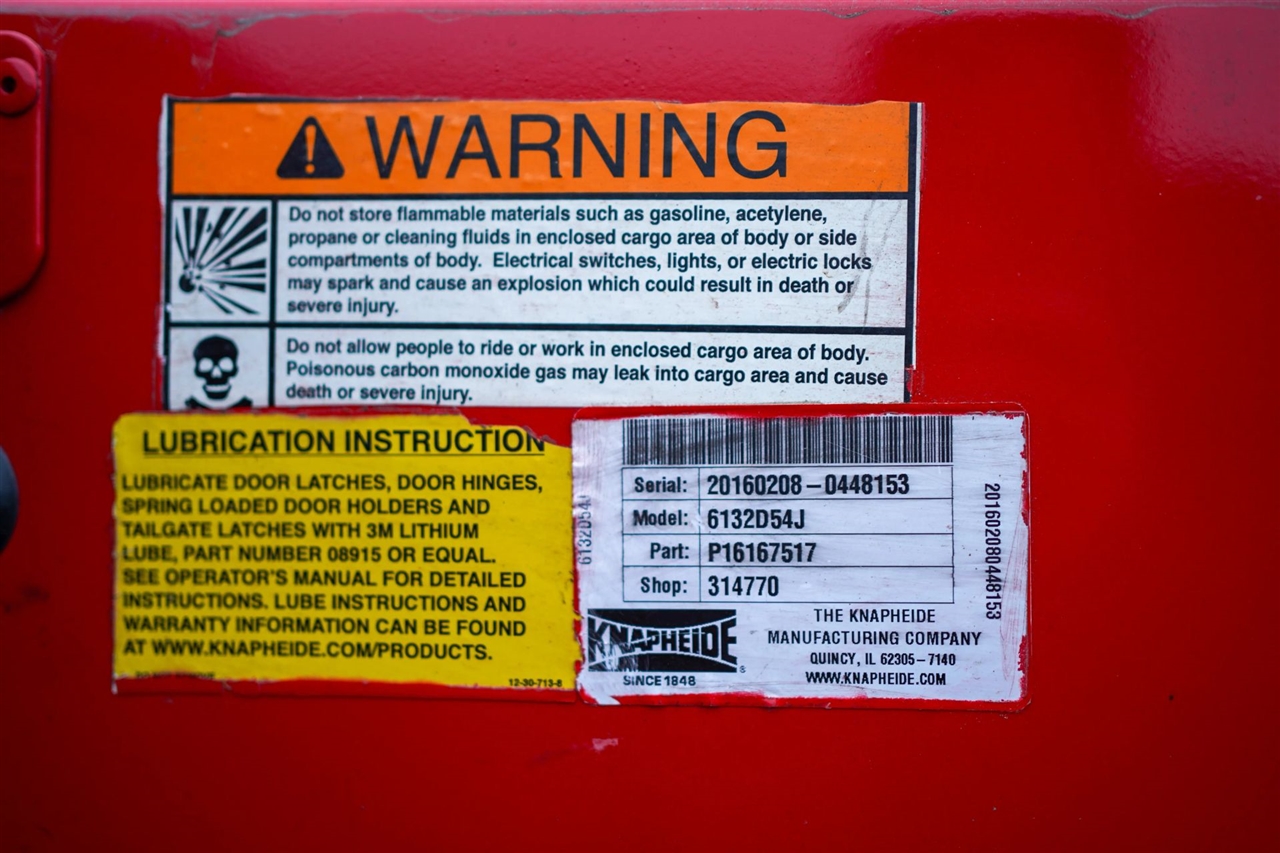 WARNING
Do not store flammable materials such as gasoline, acetylene,
propane or cleaning fluids in enclosed cargo area of body or side
compartments of body. Electrical switches, lights, or electric locks
may spark and cause an explosion which could result in death or
severe injury.
Do not allow people to ride or work in enclosed cargo area of body.
Poisonous carbon monoxide gas may leak into cargo area and cause
death or severe injury.
LUBRICATION INSTRUCTION
LUBRICATE DOOR LATCHES, DOOR HINGES,
SPRING LOADED DOOR HOLDERS AND
TAILGATE LATCHES WITH 3M LITHIUM
LUBE, PART NUMBER 08915 OR EQUAL.
SEE OPERATOR'S MANUAL FOR DETAILED
INSTRUCTIONS. LUBE INSTRUCTIONS AND
WARRANTY INFORMATION CAN BE FOUND
AT WWW.KNAPHEIDE.COM/PRODUCTS.
12-30-713-8
6132D54J
Serial: 20160208-0448153
Model: 6132D54J
Part: P16167517
Shop: 314770
201602080448153
KNAPHEIDE®
SINCE 1848
THE KNAPHEIDE
MANUFACTURING COMPANY
QUINCY, IL 62305-7140
WWW.KNAPHEIDE.COM